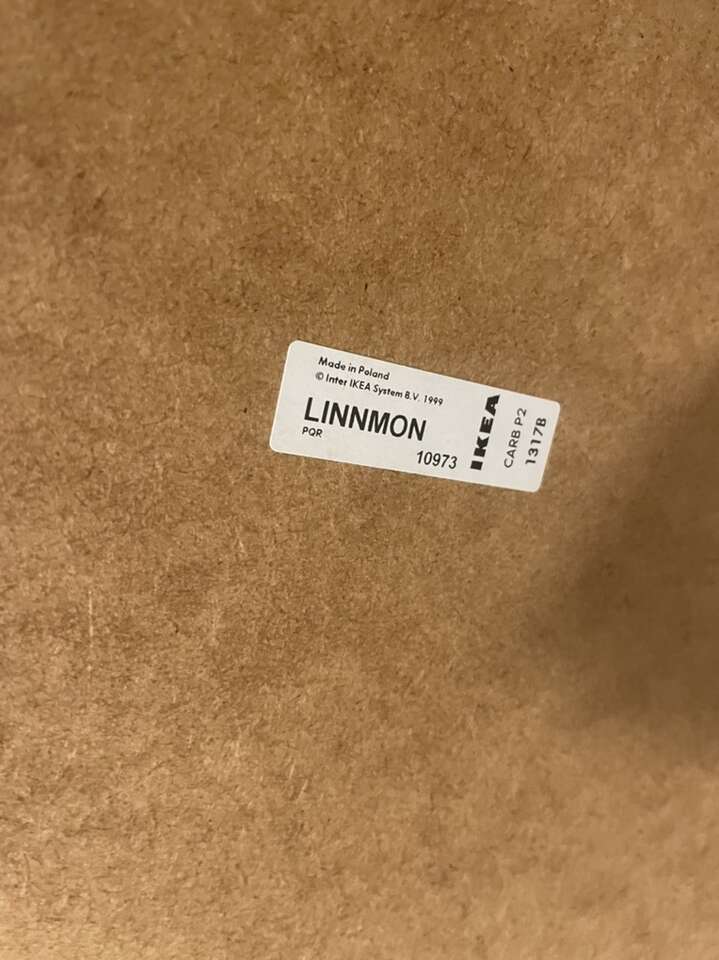 Made in Poland
© Inter IKEA System B.V. 1999
LINNMON
PQR
10973
IKEA
CARB P2
1317B